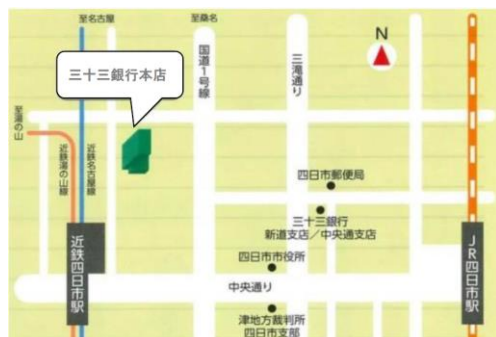 至名古屋
至桑名
三十三銀行本店
国道1号線
三滝通り
N
至湯の山
近鉄湯の山線
近鉄名古屋線
四日市郵便局
三十三銀行
新道支店／中央通支店
近鉄四日市駅
四日市市役所
JR四日市駅
中央通り
津地方裁判所
四日市支部